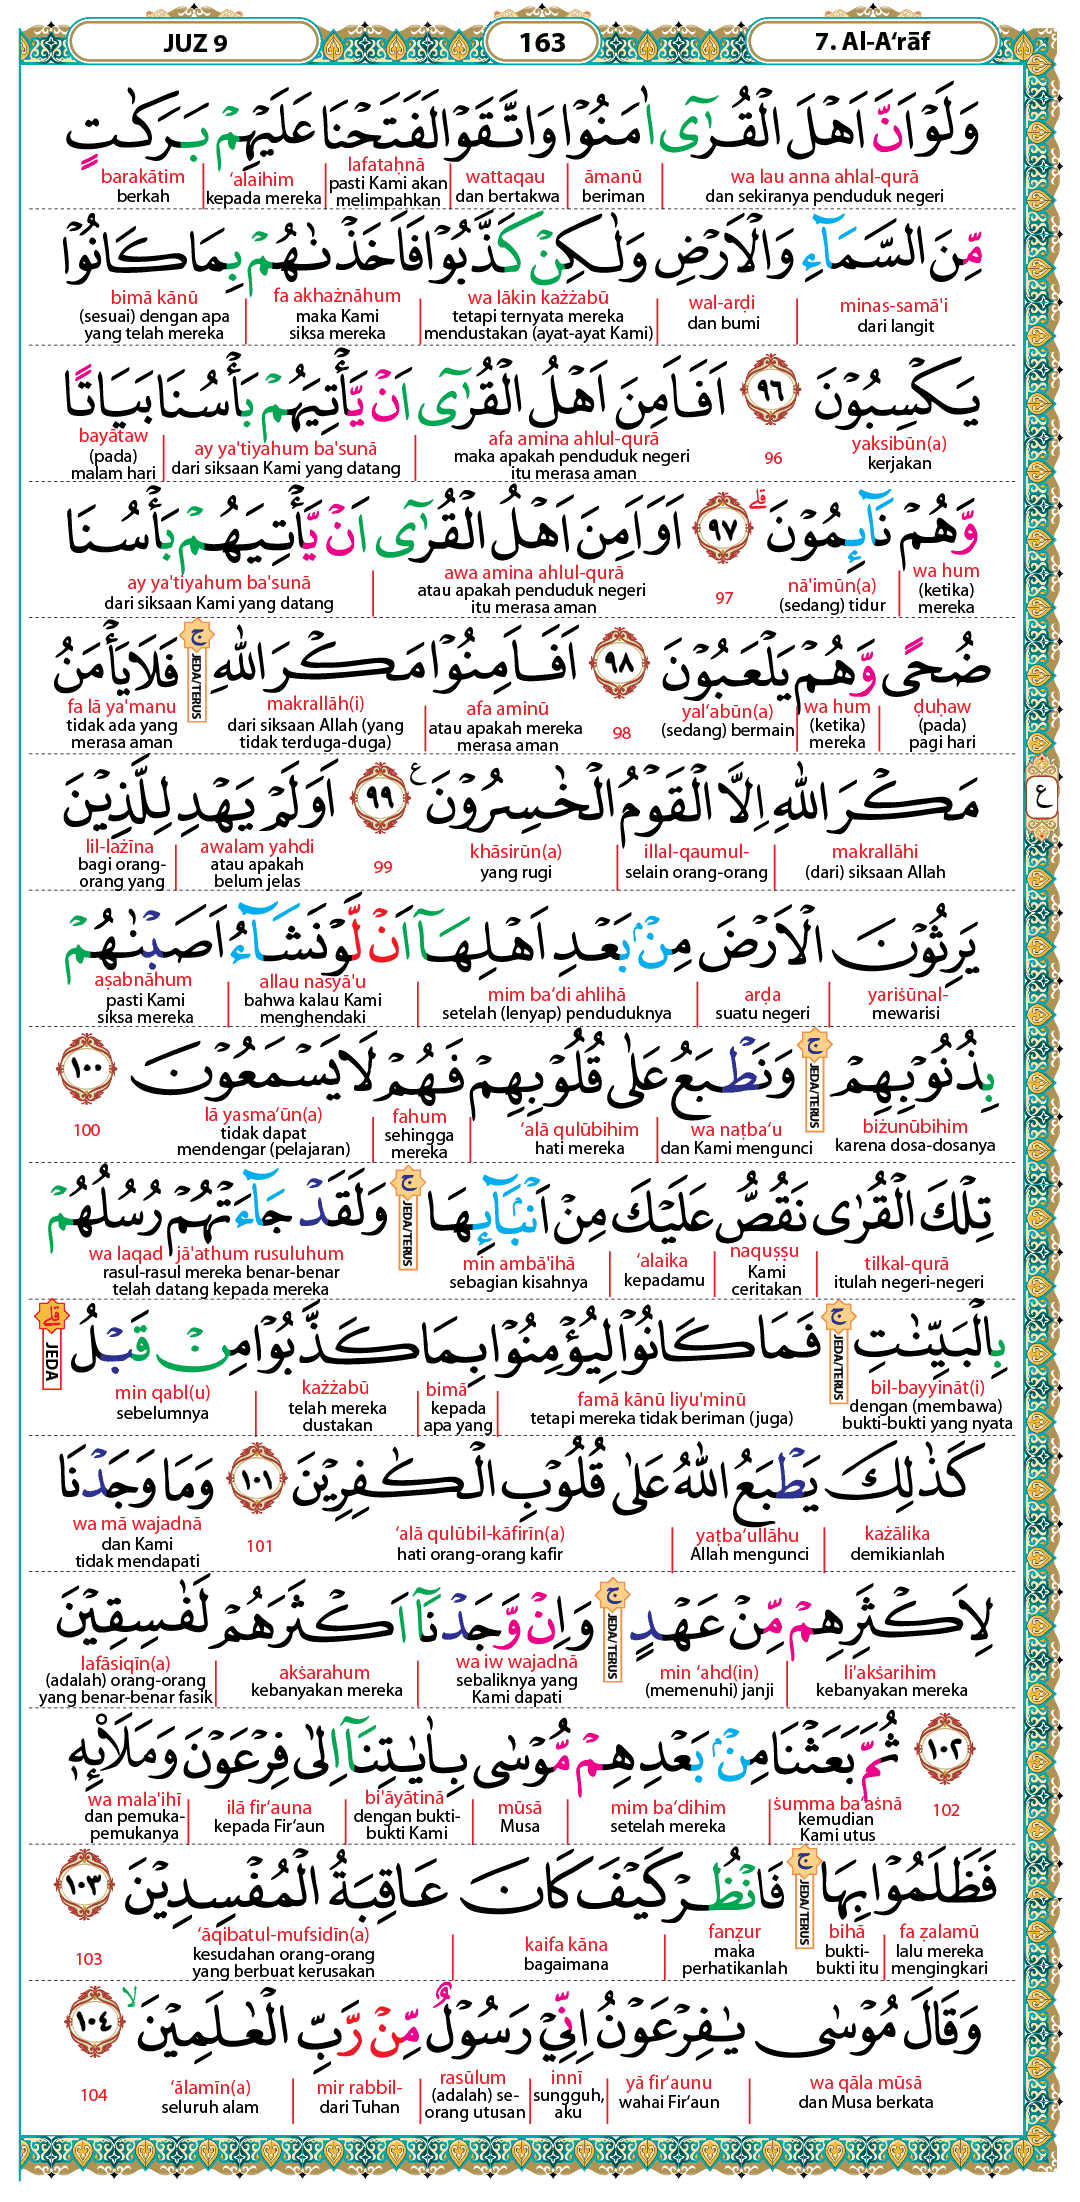 JUZ 9
163
7. Al-A‘rāf
وَلَوْ اَنَّ اَهْلَ الْقُرٰٓى اٰمَنُوْا وَاتَّقَوْا لَفَتَحْنَا عَلَيْهِمْ بَرَكٰتٍ
wa lau anna ahlal-qurā āmanū wattaqau lafataḥnā ‘alaihim barakātim
dan sekiranya penduduk negeri beriman dan bertakwa pasti Kami akan melimpahkan kepada mereka berkah
مِّنَ السَّمَاۤءِ وَالْاَرْضِ وَلٰكِنْ كَذَّبُوْا فَاَخَذْنٰهُمْ بِمَا كَانُوْا
minas-samā'i wal-arḍi wa lākin każżabū fa akhażnāhum bimā kānū
dari langit dan bumi tetapi ternyata mereka mendustakan (ayat-ayat Kami) maka Kami siksa mereka (sesuai) dengan apa yang telah mereka
يَكْسِبُوْنَ ٩٦ اَفَاَمِنَ اَهْلُ الْقُرٰٓى اَنْ يَّأْتِيَهُمْ بَأْسُنَا بَيَاتًا
yaksibūn(a) 96 afa amina ahlul-qurā ay ya'tiyahum ba'sunā bayātaw
kerjakan maka apakah penduduk negeri itu merasa aman dari siksaan Kami yang datang (pada) malam hari
وَّهُمْ نَاۤىِٕمُوْنَ ۗ ٩٧ اَوَاَمِنَ اَهْلُ الْقُرٰٓى اَنْ يَّأْتِيَهُمْ بَأْسُنَا
wa hum nā'imūn(a) 97 awa amina ahlul-qurā ay ya'tiyahum ba'sunā
(ketika) mereka (sedang) tidur atau apakah penduduk negeri itu merasa aman dari siksaan Kami yang datang
ضُحًى وَّهُمْ يَلْعَبُوْنَ ٩٨ اَفَاَمِنُوْا مَكْرَ اللّٰهِ ۚ JEDA/TERUS فَلَا يَأْمَنُ
ḍuḥaw wa hum yal‘abūn(a) 98 afa aminū makrallāh(i) fa lā ya'manu
(pada) pagi hari (ketika) mereka (sedang) bermain atau apakah mereka merasa aman dari siksaan Allah (yang tidak terduga-duga) tidak ada yang merasa aman
مَكْرَ اللّٰهِ اِلَّا الْقَوْمُ الْخٰسِرُوْنَ ع ٩٩ اَوَلَمْ يَهْدِ لِلَّذِيْنَ
ع
makrallāhi illal-qaumul- khāsirūn(a) 99 awalam yahdi lil-lażīna
(dari) siksaan Allah selain orang-orang yang rugi atau apakah belum jelas bagi orang-orang yang
يَرِثُوْنَ الْاَرْضَ مِنْۢ بَعْدِ اَهْلِهَآ اَنْ لَّوْ نَشَاۤءُ اَصَبْنٰهُمْ
yariṡūnal- arḍa mim ba‘di ahlihā allau nasyā'u aṣabnāhum
mewarisi suatu negeri setelah (lenyap) penduduknya bahwa kalau Kami menghendaki pasti Kami siksa mereka
بِذُنُوْبِهِمْ ۚ JEDA/TERUS وَنَطْبَعُ عَلٰى قُلُوْبِهِمْ فَهُمْ لَا يَسْمَعُوْنَ ١٠٠
biżunūbihim wa naṭba‘u ‘alā qulūbihim fahum lā yasma‘ūn(a) 100
karena dosa-dosanya dan Kami mengunci hati mereka sehingga mereka tidak dapat mendengar (pelajaran)
تِلْكَ الْقُرٰى نَقُصُّ عَلَيْكَ مِنْ اَنْۢبَاۤىِٕهَا ۚ JEDA/TERUS وَلَقَدْ جَاۤءَتْهُمْ رُسُلُهُمْ
tilkal-qurā naquṣṣu ‘alaika min ambā'ihā wa laqad jā'athum rusuluhum
itulah negeri-negeri Kami ceritakan kepadamu sebagian kisahnya rasul-rasul mereka benar-benar telah datang kepada mereka
بِالْبَيِّنٰتِ ۚ JEDA/TERUS فَمَا كَانُوْا لِيُؤْمِنُوْا بِمَا كَذَّبُوْا مِنْ قَبْلُ ۗ JEDA
bil-bayyināt(i) famā kānū liyu'minū bimā każżabū min qabl(u)
dengan (membawa) bukti-bukti yang nyata tetapi mereka tidak beriman (juga) kepada apa yang telah mereka dustakan sebelumnya
كَذٰلِكَ يَطْبَعُ اللّٰهُ عَلٰى قُلُوْبِ الْكٰفِرِيْنَ ١٠١ وَمَا وَجَدْنَا
każālika yaṭba‘ullāhu ‘alā qulūbil-kāfirīn(a) 101 wa mā wajadnā
demikianlah Allah mengunci hati orang-orang kafir dan Kami tidak mendapati
لِاَكْثَرِهِمْ مِّنْ عَهْدٍ ۚ JEDA/TERUS وَاِنْ وَّجَدْنَآ اَكْثَرَهُمْ لَفٰسِقِيْنَ
li'akṡarihim min ‘ahd(in) wa iw wajadnā akṡarahum lafāsiqīn(a)
kebanyakan mereka (memenuhi) janji sebaliknya yang Kami dapati kebanyakan mereka (adalah) orang-orang yang benar-benar fasik
١٠٢ ثُمَّ بَعَثْنَا مِنْۢ بَعْدِهِمْ مُّوْسٰى بِاٰيٰتِنَآ اِلٰى فِرْعَوْنَ وَمَلَا۟ىِٕهٖ
102 ṡumma ba‘aṡnā mim ba‘dihim mūsā bi'āyātinā ilā fir‘auna wa mala'ihī
kemudian Kami utus setelah mereka Musa dengan bukti-bukti Kami kepada Fir‘aun dan pemuka-pemukanya
فَظَلَمُوْا بِهَا ۚ JEDA/TERUS فَانْظُرْ كَيْفَ كَانَ عَاقِبَةُ الْمُفْسِدِيْنَ ١٠٣
fa ẓalamū bihā fanẓur kaifa kāna ‘āqibatul-mufsidīn(a) 103
lalu mereka mengingkari bukti-bukti itu maka perhatikanlah bagaimana kesudahan orang-orang yang berbuat kerusakan
وَقَالَ مُوْسٰى يٰفِرْعَوْنُ اِنِّيْ رَسُوْلٌ مِّنْ رَّبِّ الْعٰلَمِيْنَ ۙ ١٠٤
wa qāla mūsā yā fir‘aunu innī rasūlum mir rabbil- ‘ālamīn(a) 104
dan Musa berkata wahai Fir‘aun sungguh, aku (adalah) se-orang utusan dari Tuhan seluruh alam